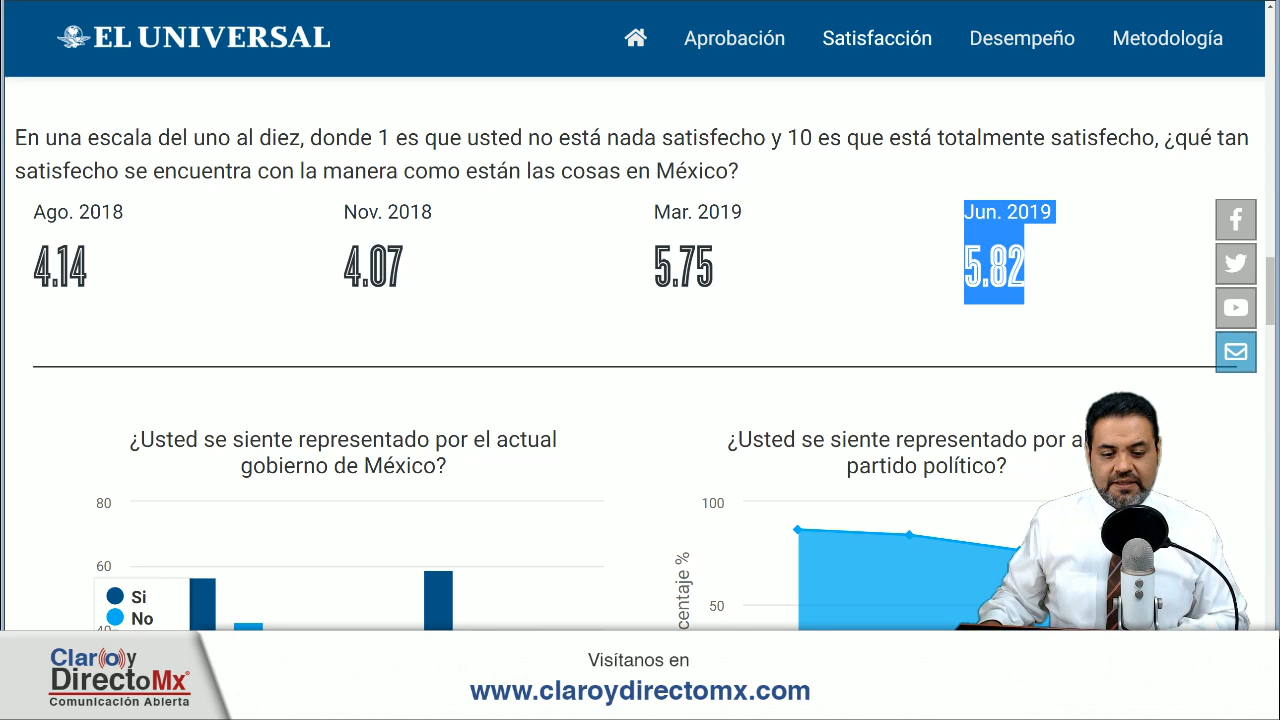 EL UNIVERSAL
Aprobación
Satisfacción
Desempeño
Metodología
En una escala del uno al diez, donde 1 es que usted no está nada satisfecho y 10 es que está totalmente satisfecho, ¿qué tan
satisfecho se encuentra con la manera como están las cosas en México?
Ago. 2018
Nov. 2018
Mar. 2019
Jun. 2019
4.14
4.07
5.75
5.82
¿Usted se siente representado por el actual
gobierno de México?
80
60
Si
No
¿Usted se siente representado por
partido político?
100
50
Claro y
DirectoMx
Comunicación Abierta
Visítanos en
www.claroydirectomx.com